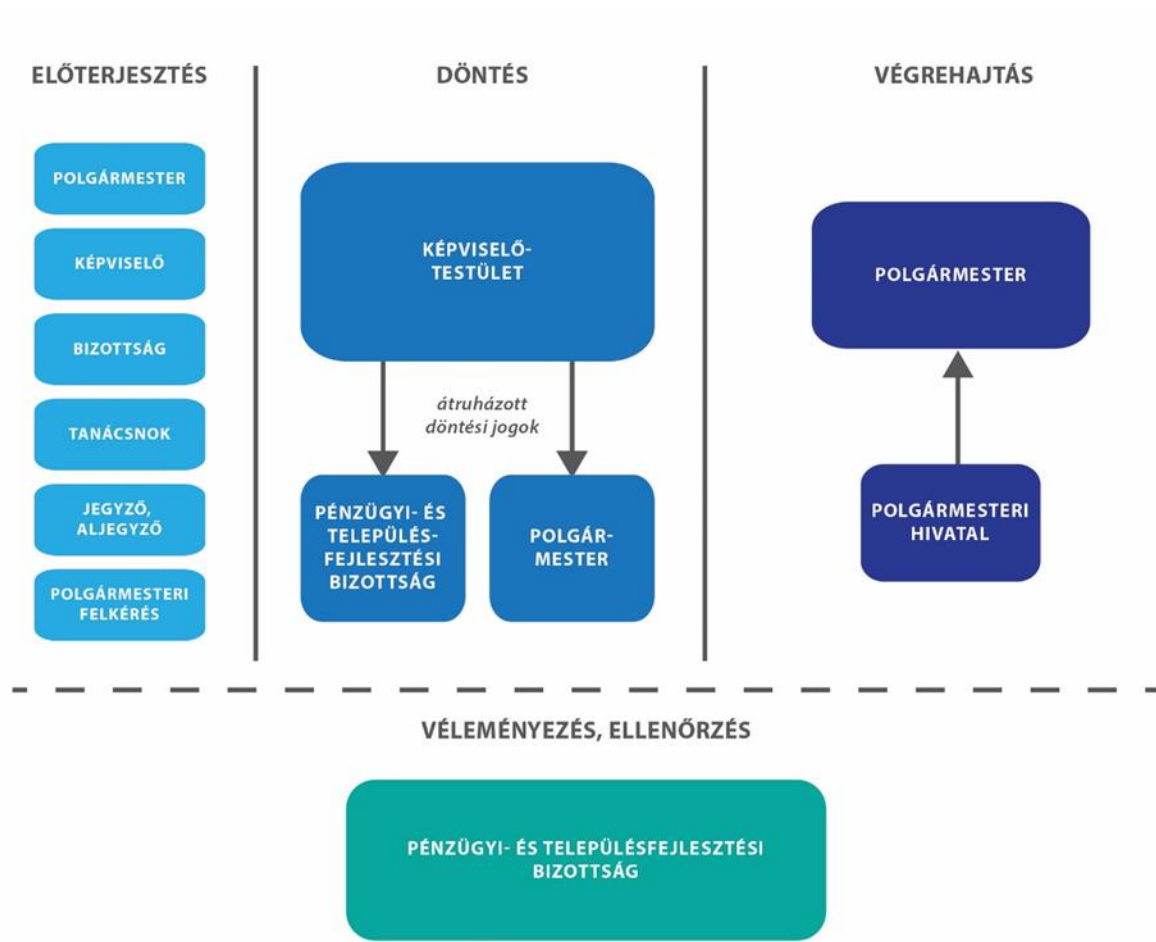 ELŐTERJESZTÉS
POLGÁRMESTER
KÉPVISELŐ
BIZOTTSÁG
TANÁCSNOK
JEGYZŐ,
ALJEGYZŐ
POLGÁRMESTERI
FELKÉRÉS
DÖNTÉS
KÉPVISELŐ-
TESTÜLET
átruházott
döntési jogok
PÉNZÜGYI- ÉS
TELEPÜLÉS-
FEJLESZTÉSI
BIZOTTSÁG
POLGÁR-
MESTER
VÉGREHAJTÁS
POLGÁRMESTER
POLGÁRMESTERI
HIVATAL
VÉLEMÉNYEZÉS, ELLENŐRZÉS
PÉNZÜGYI- ÉS TELEPÜLÉSFEJLESZTÉSI
BIZOTTSÁG